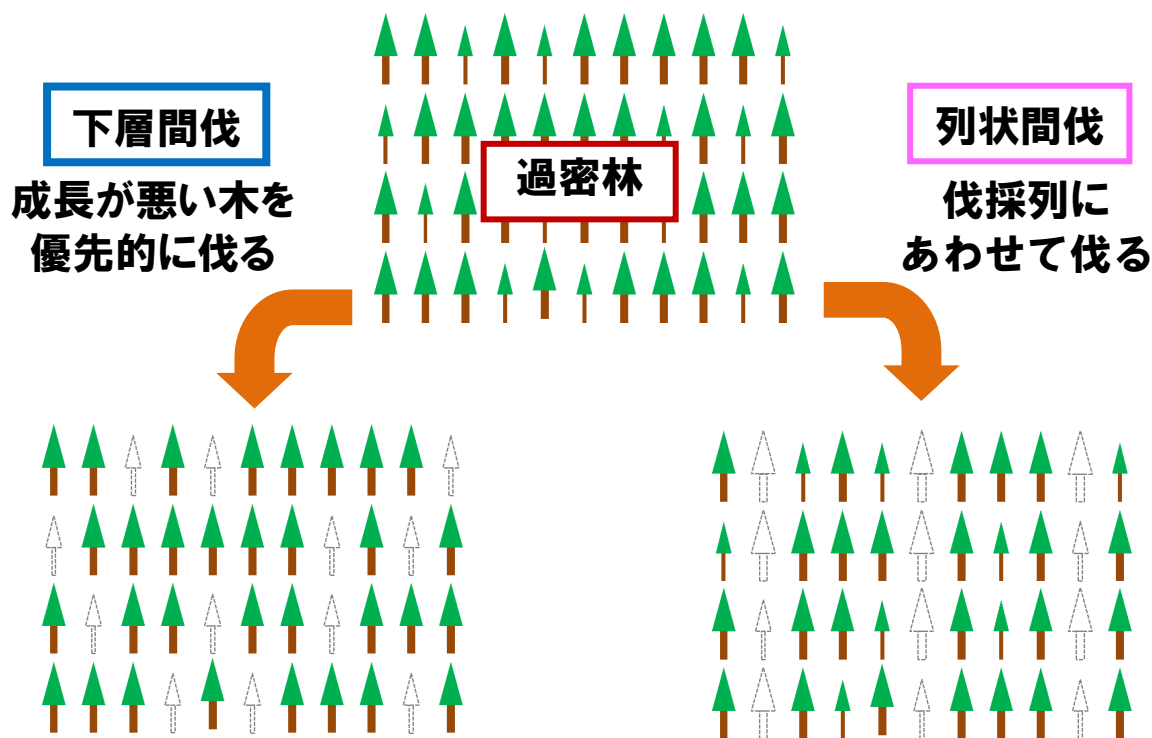 下層間伐
成長が悪い木を
優先的に伐る
過密林
列状間伐
伐採列に
あわせて伐る